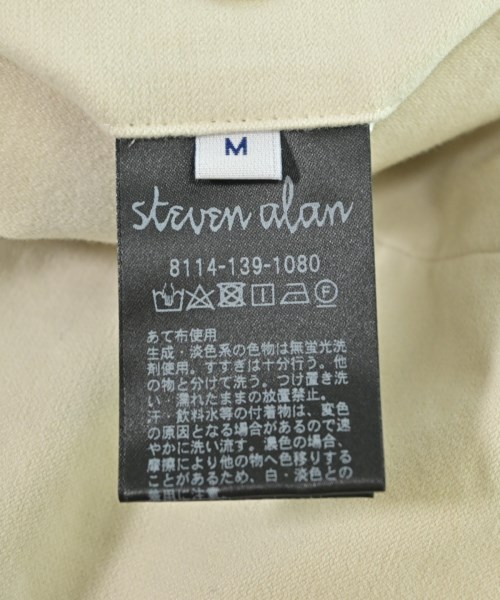 M
steven alan
8114-139-1080
あて布使用
生成・淡色系の色物は無蛍光洗
剤使用。すすぎは十分行う。他
の物と分けて洗う。つけ置き洗
い・濡れたままの放置禁止。
汗・飲料水等の付着物は、変色
の原因となる場合があるので速
やかに洗い流す。濃色の場合、
摩擦により他の物へ色移りする
ことがあるため、白・淡色との
着用に注意